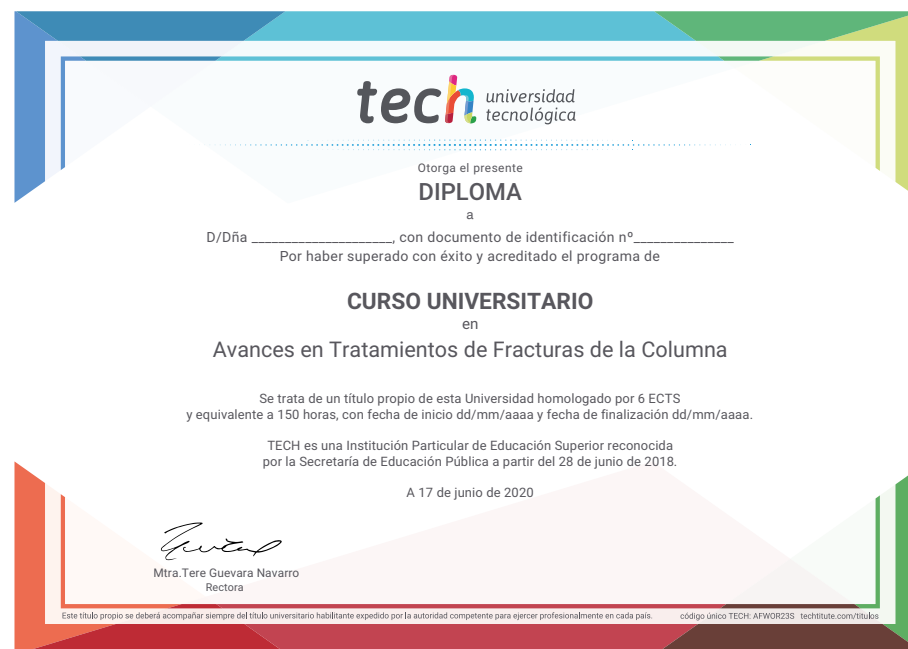 tech universidad
tecnológica
Otorga el presente
DIPLOMA
a
D/Dña _____________________, con documento de identificación nº_______________
Por haber superado con éxito y acreditado el programa de
CURSO UNIVERSITARIO
en
Avances en Tratamientos de Fracturas de la Columna
Se trata de un título propio de esta Universidad homologado por 6 ECTS
y equivalente a 150 horas, con fecha de inicio dd/mm/aaaa y fecha de finalización dd/mm/aaaa.
TECH es una Institución Particular de Educación Superior reconocida
por la Secretaría de Educación Pública a partir del 28 de junio de 2018.
A 17 de junio de 2020
Mtra.Tere Guevara Navarro
Rectora
Este título propio se deberá acompañar siempre del título universitario habilitante expedido por la autoridad competente para ejercer profesionalmente en cada país. código único TECH: AFWOR23S techtitute.com/titulos